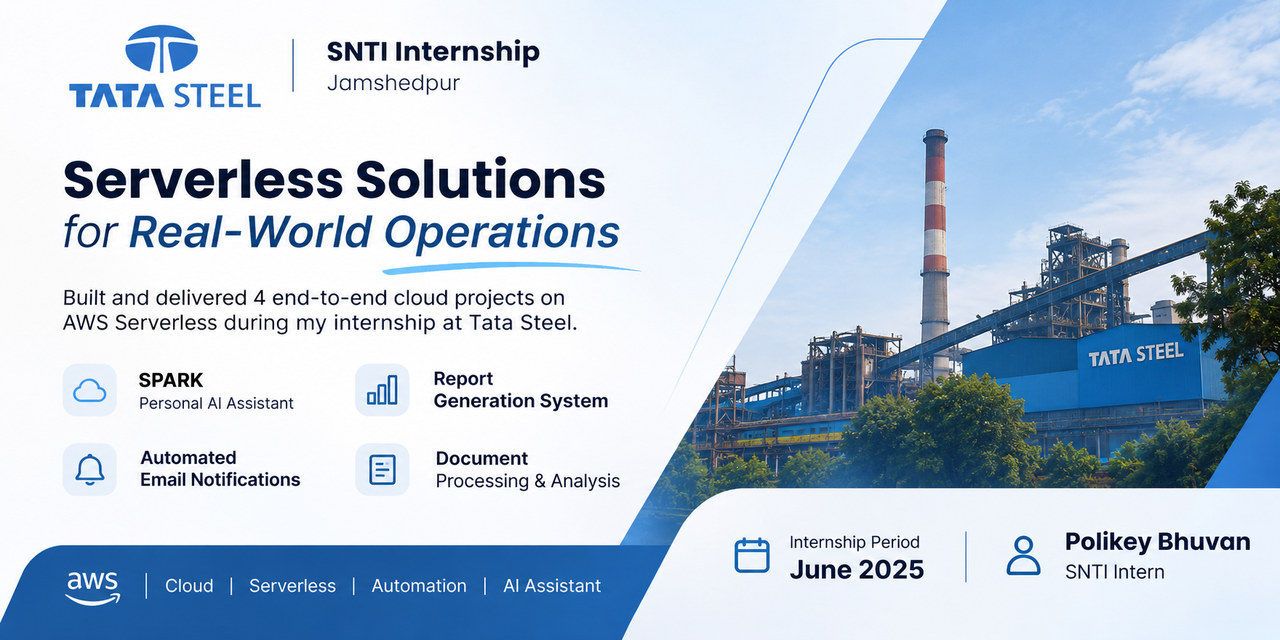 TATA STEEL
SNTI Internship
Jamshedpur
Serverless Solutions
for Real-World Operations
Built and delivered 4 end-to-end cloud projects on
AWS Serverless during my internship at Tata Steel.
SPARK
Personal AI Assistant
Report
Generation System
Automated
Email Notifications
Document
Processing & Analysis
TATA STEEL
aws | Cloud | Serverless | Automation | AI Assistant
Internship Period
June 2025
Polikey Bhuvan
SNTI Intern